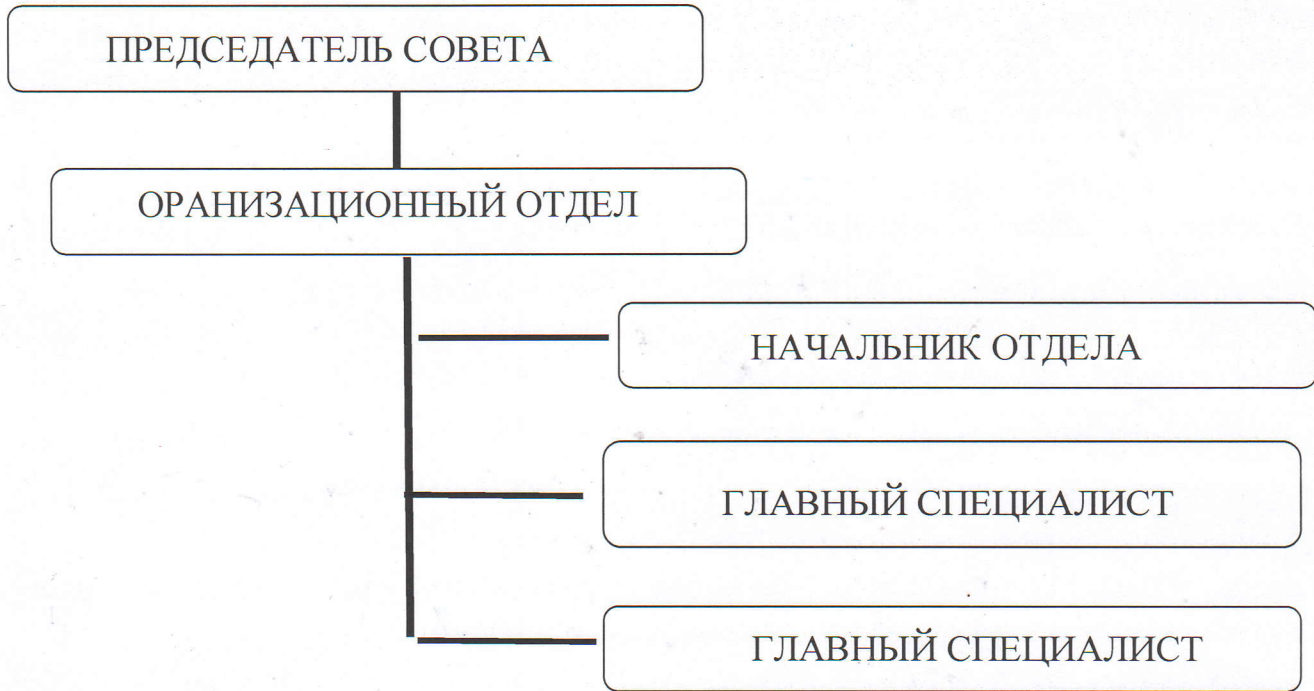 ПРЕДСЕДАТЕЛЬ СОВЕТА
ОРАНИЗАЦИОННЫЙ ОТДЕЛ
НАЧАЛЬНИК ОТДЕЛА
ГЛАВНЫЙ СПЕЦИАЛИСТ
ГЛАВНЫЙ СПЕЦИАЛИСТ